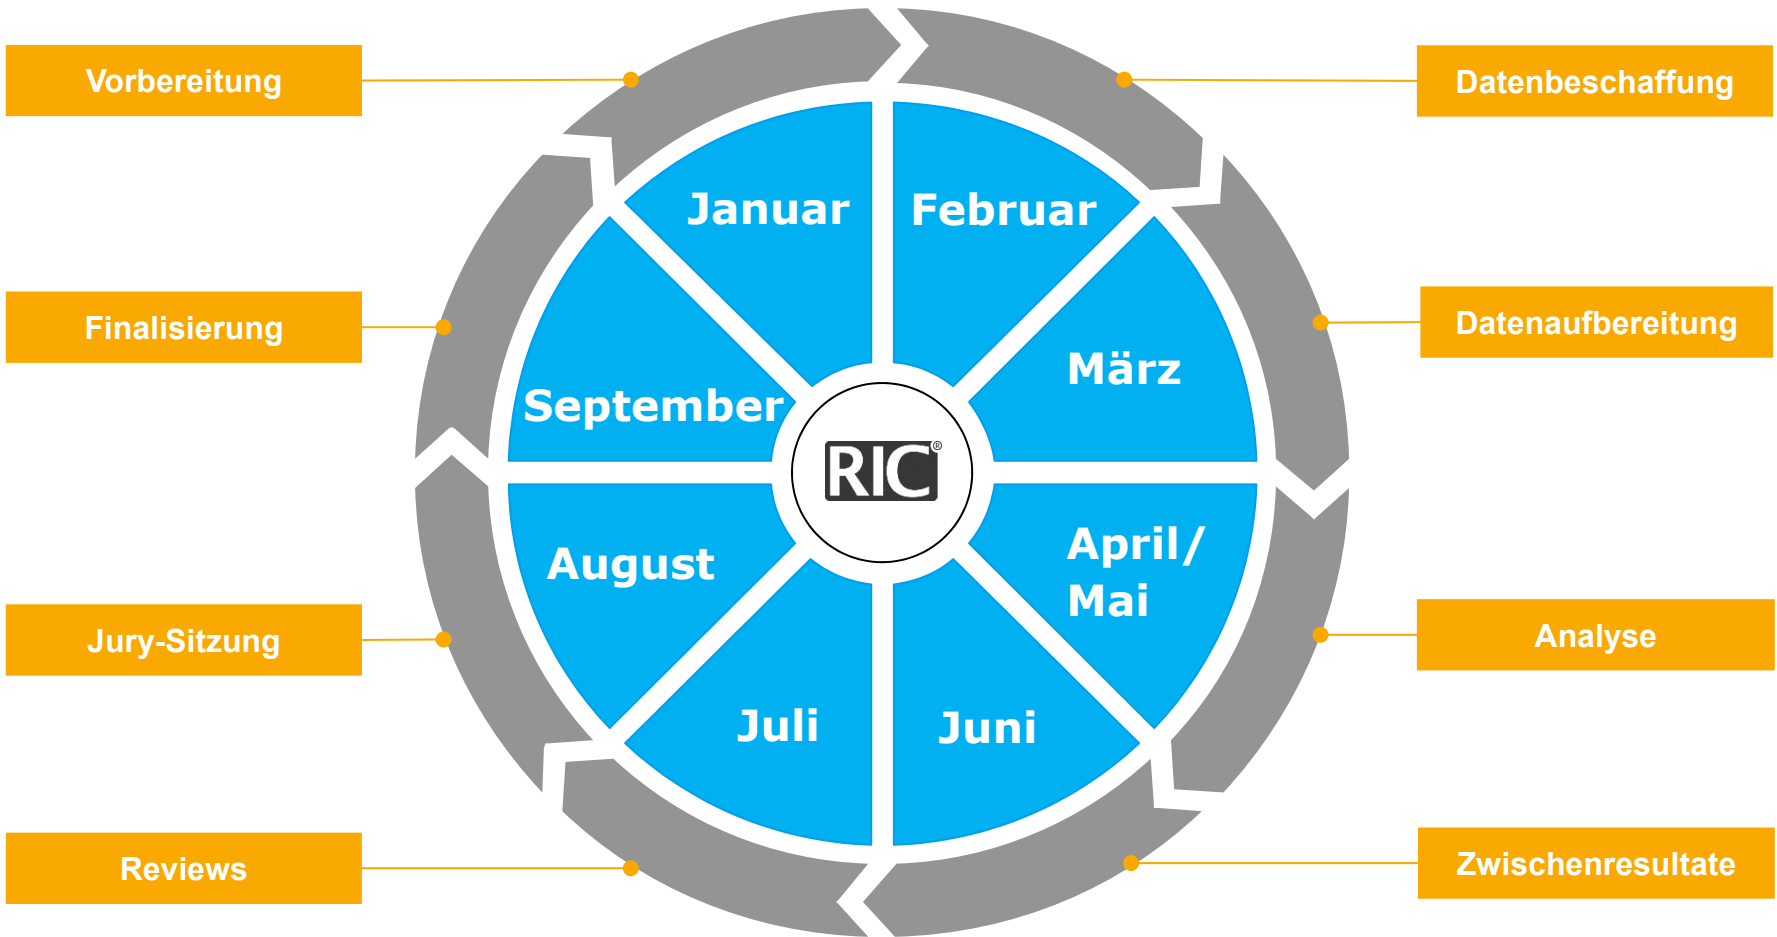 Vorbereitung
Datenbeschaffung
Januar
Februar
Finalisierung
Datenaufbereitung
März
September
RIC®
August
April/
Mai
Jury-Sitzung
Analyse
Juli
Juni
Reviews
Zwischenresultate